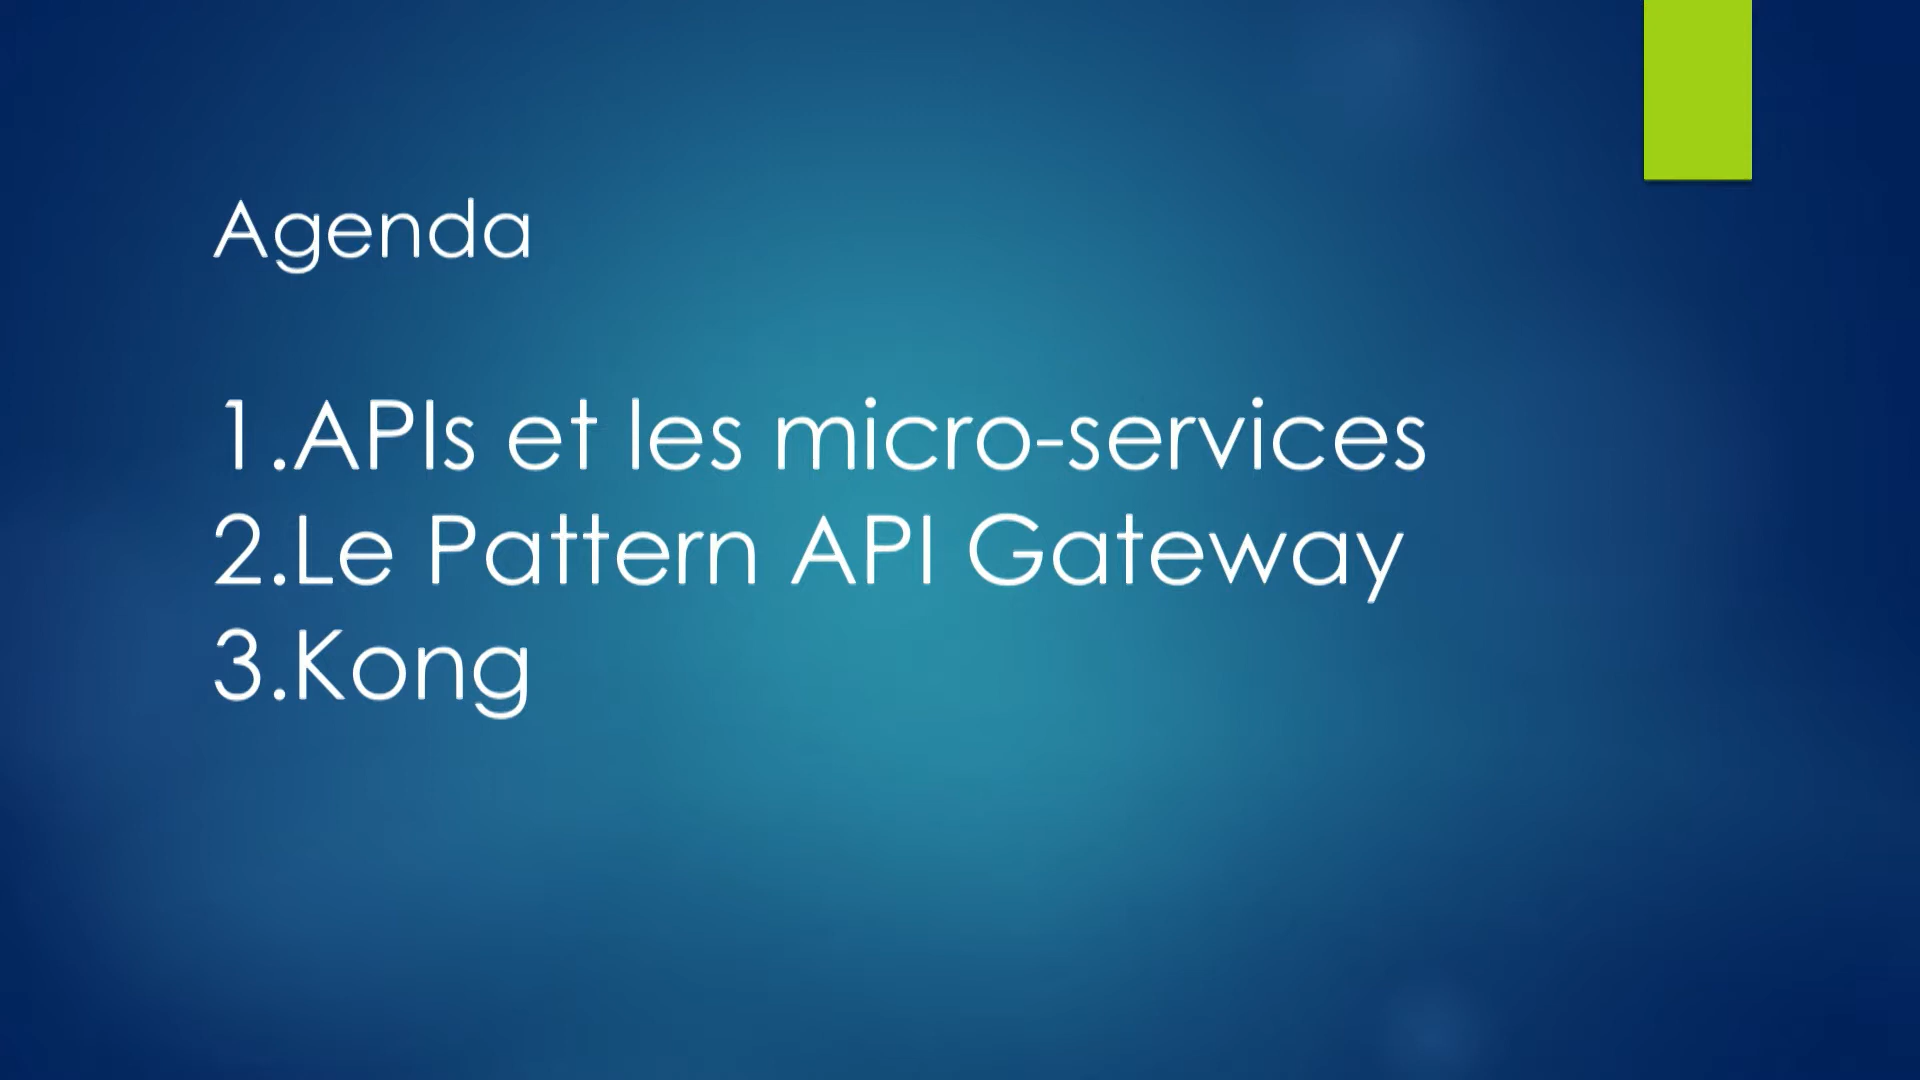 Agenda
1.APIs et les micro-services
2.Le Pattern API Gateway
3.Kong